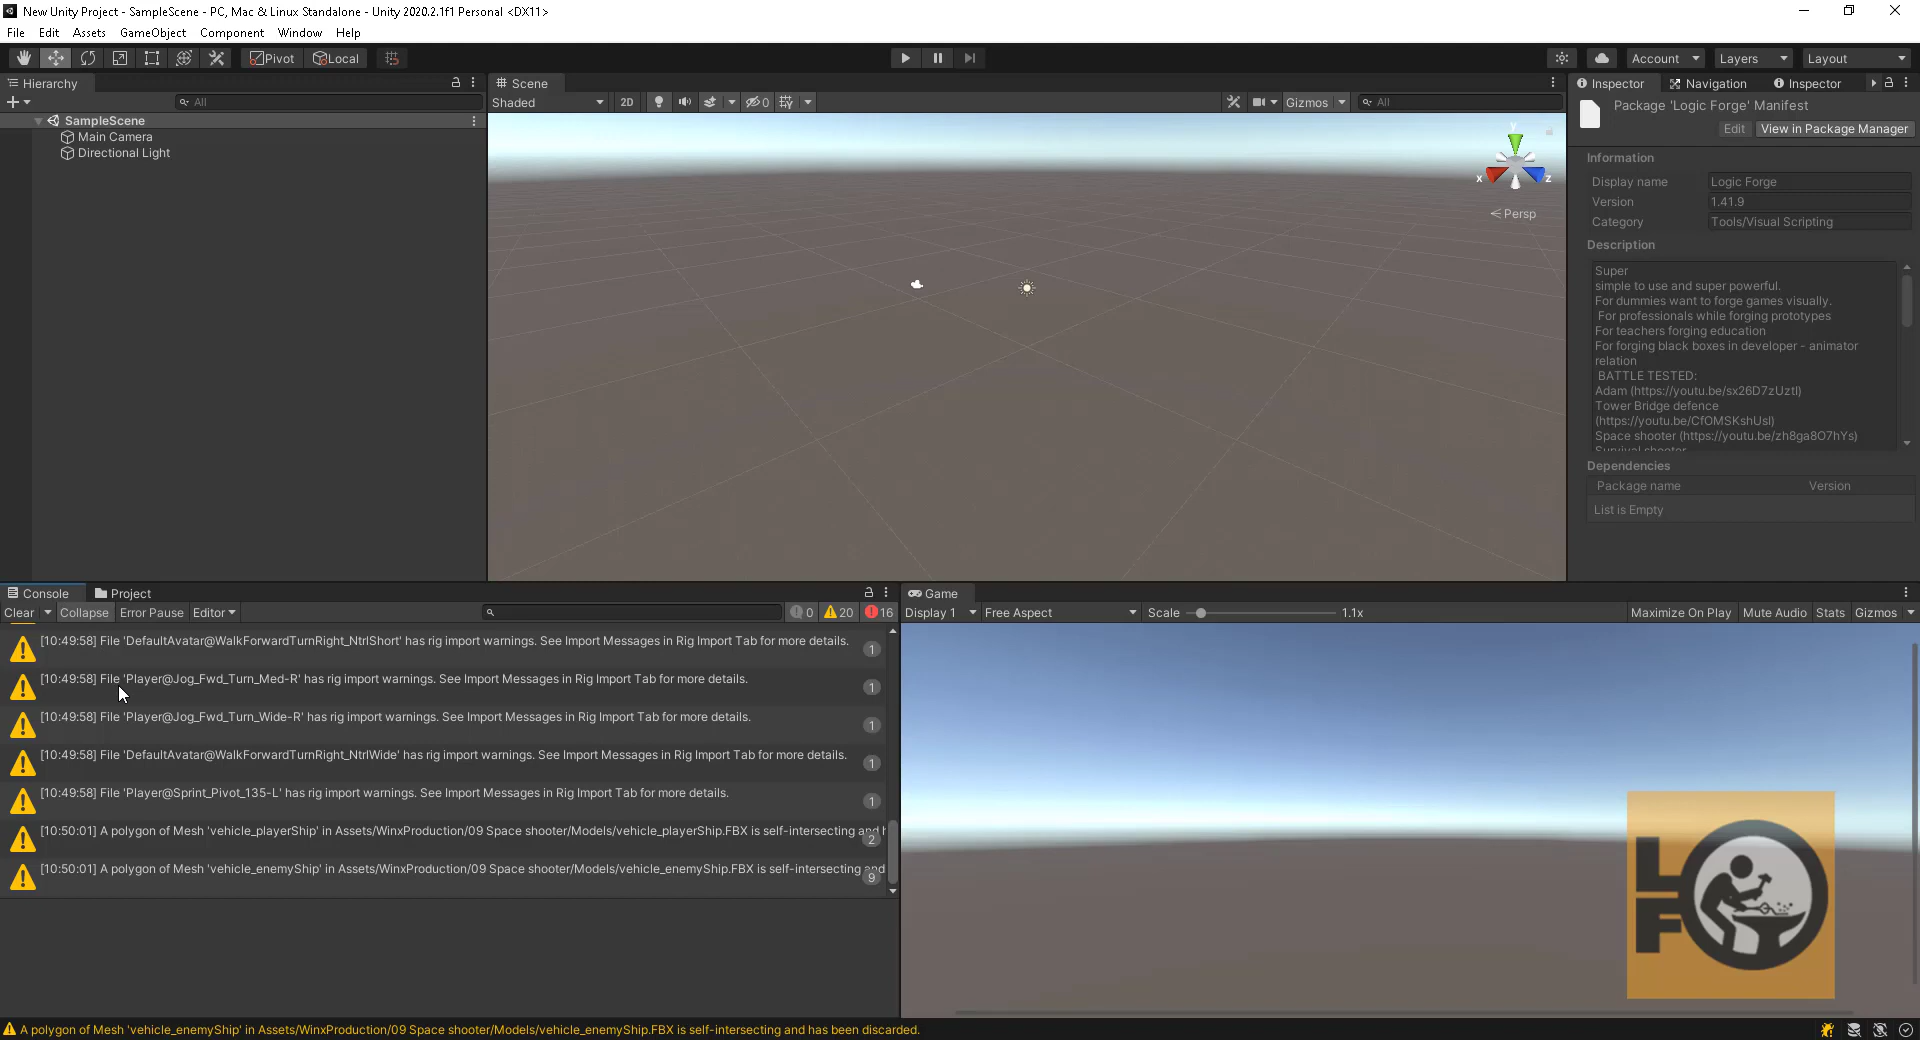 New Unity Project - SampleScene - PC, Mac & Linux Standalone - Unity 2020.2.1f1 Personal <DX11>
File Edit Assets GameObject Component Window Help
Pivot Local Account Layers Layout
Hierarchy
All
SampleScene
Main Camera
Directional Light
Scene
Shaded 2D 0 Gizmos All
y
x z
Persp
Inspector Navigation Inspector
Package 'Logic Forge' Manifest
Edit View in Package Manager
Information
Display name Logic Forge
Version 1.41.9
Category Tools/Visual Scripting
Description
Super
simple to use and super powerful.
For dummies want to forge games visually.
For professionals while forging prototypes
For teachers forging education
For forging black boxes in developer - animator
relation
BATTLE TESTED:
Adam (https://youtu.be/sx26D7zUztI)
Tower Bridge defence
(https://youtu.be/CfOMSKshUsI)
Space shooter (https://youtu.be/zh8ga8O7hYs)
Survival shooter
Dependencies
Package name Version
List is Empty
Console Project
Clear Collapse Error Pause Editor 0 20 16
[10:49:58] File 'DefaultAvatar@WalkForwardTurnRight_NtrlShort' has rig import warnings. See Import Messages in Rig Import Tab for more details. 1
[10:49:58] File 'Player@Jog_Fwd_Turn_Med-R' has rig import warnings. See Import Messages in Rig Import Tab for more details. 1
[10:49:58] File 'Player@Jog_Fwd_Turn_Wide-R' has rig import warnings. See Import Messages in Rig Import Tab for more details. 1
[10:49:58] File 'DefaultAvatar@WalkForwardTurnRight_NtrlWide' has rig import warnings. See Import Messages in Rig Import Tab for more details. 1
[10:49:58] File 'Player@Sprint_Pivot_135-L' has rig import warnings. See Import Messages in Rig Import Tab for more details. 1
[10:50:01] A polygon of Mesh 'vehicle_playerShip' in Assets/WinxProduction/09 Space shooter/Models/vehicle_playerShip.FBX is self-intersecting and h 2
[10:50:01] A polygon of Mesh 'vehicle_enemyShip' in Assets/WinxProduction/09 Space shooter/Models/vehicle_enemyShip.FBX is self-intersecting and 9
Game
Display 1 Free Aspect Scale 1.1x Maximize On Play Mute Audio Stats Gizmos
L
F
A polygon of Mesh 'vehicle_enemyShip' in Assets/WinxProduction/09 Space shooter/Models/vehicle_enemyShip.FBX is self-intersecting and has been discarded.